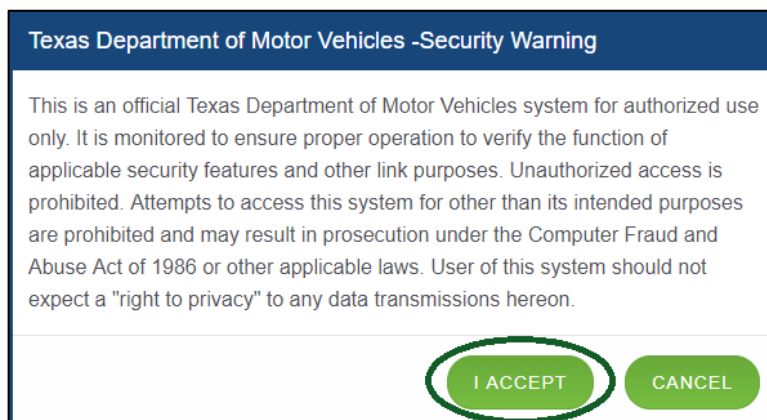 Texas Department of Motor Vehicles -Security Warning
This is an official Texas Department of Motor Vehicles system for authorized use
only. It is monitored to ensure proper operation to verify the function of
applicable security features and other link purposes. Unauthorized access is
prohibited. Attempts to access this system for other than its intended purposes
are prohibited and may result in prosecution under the Computer Fraud and
Abuse Act of 1986 or other applicable laws. User of this system should not
expect a "right to privacy" to any data transmissions hereon.
I ACCEPT CANCEL